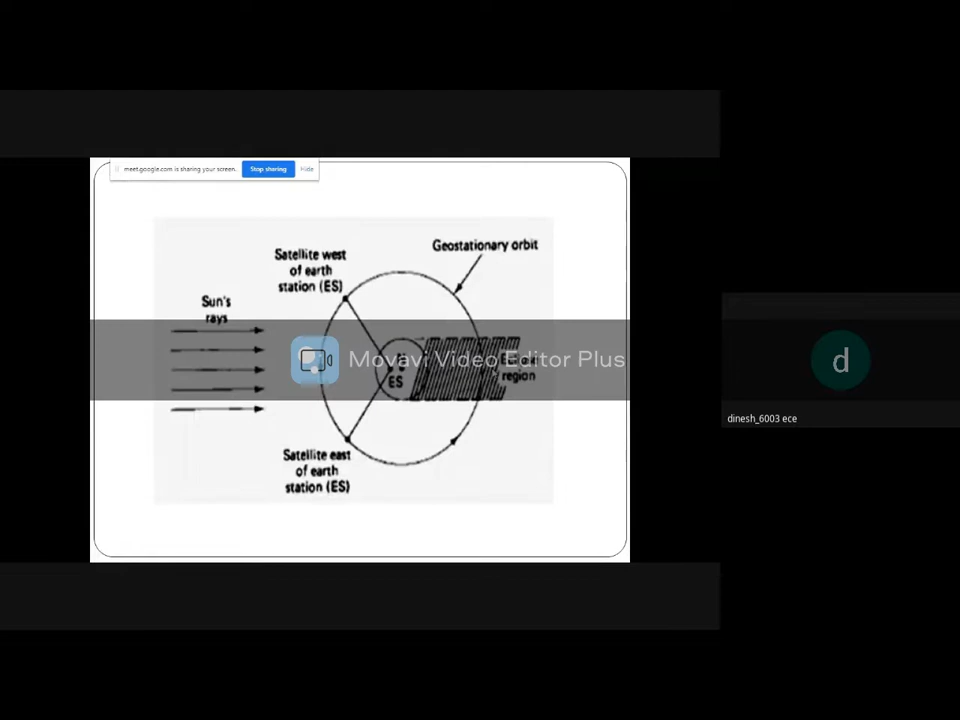 meet.google.com is sharing your screen.
Stop sharing
Hide
Geostationary orbit
Satellite west
of earth
station (ES)
Sun's
rays
Movavi Video Editor Plus
ES
region
Satellite east
of earth
station (ES)
d
dinesh_6003 ece